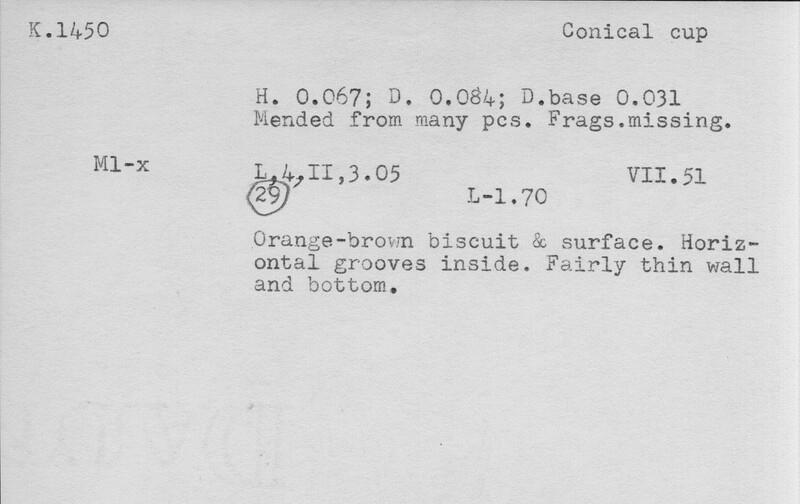 K.1450 Conical cup
H. 0.067; D. 0.084; D.base 0.031
Mended from many pcs. Frags.missing.
Ml-x L,4,II,3.05 VII.51
29 L-1.70
Orange-brown biscuit & surface. Horiz-
ontal grooves inside. Fairly thin wall
and bottom.